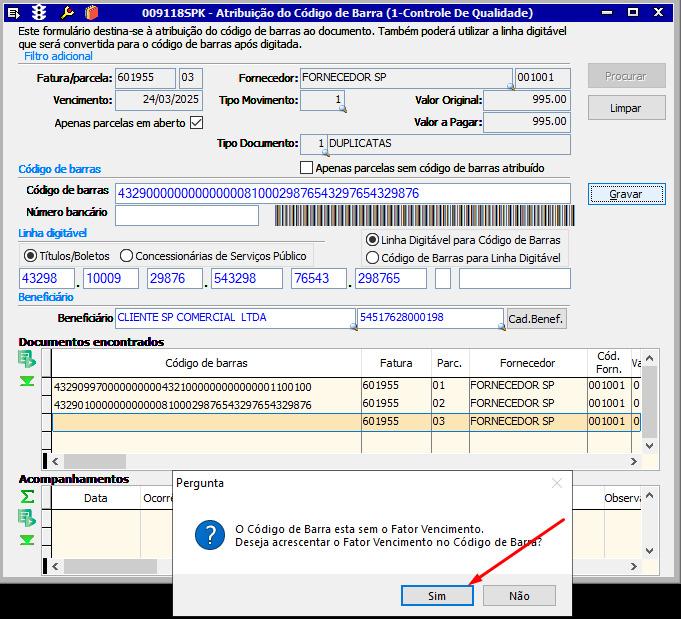 009118SPK - Atribuição do Código de Barra (1-Controle De Qualidade)
Este formulário destina-se à atribuição do código de barras ao documento. Também poderá utilizar a linha digitável
que será convertida para o código de barras após digitada.
Filtro adicional
Fatura/parcela: 601955 03 Fornecedor: FORNECEDOR SP 001001 Procurar
Vencimento: 24/03/2025 Tipo Movimento: 1 Valor Original: 995.00 Limpar
Apenas parcelas em aberto Valor a Pagar: 995.00
Tipo Documento: 1 DUPLICATAS
Código de barras Apenas parcelas sem código de barras atribuído
Código de barras 432900000000000008100029876543297654329876 Gravar
Número bancário
Linha digitável Linha Digitável para Código de Barras
Títulos/Boletos Concessionárias de Serviços Público Código de Barras para Linha Digitável
43298 . 10009 29876 . 543298 76543 . 298765
Beneficiário
Beneficiário CLIENTE SP COMERCIAL LTDA 54517628000198 Cad.Benef.
Documentos encontrados
Código de barras Fatura Parc. Fornecedor Cód. Forn. Va
601955 01 FORNECEDOR SP 001001 0
601955 02 FORNECEDOR SP 001001 0
601955 03 FORNECEDOR SP 001001 0
Acompanhamentos
Data Ocorre Observa
Pergunta
O Código de Barra esta sem o Fator Vencimento.
Deseja acrescentar o Fator Vencimento no Código de Barra?
Sim Não